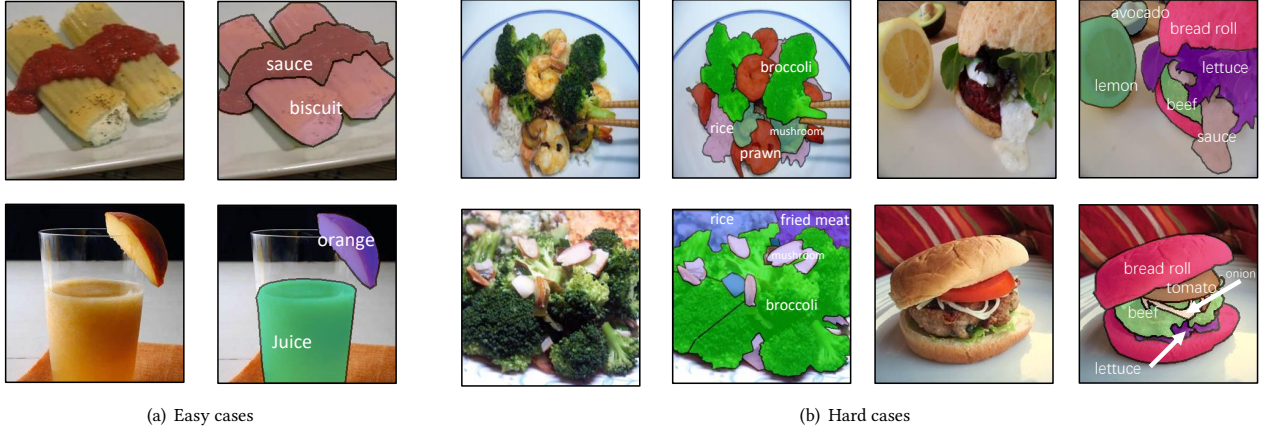 sauce
biscuit
broccoli
rice
mushroom
prawn
avocado
bread roll
lettuce
lemon
beef
sauce
orange
Juice
rice
fried meat
mushroom
broccoli
bread roll
onion
tomato
beef
lettuce
(a) Easy cases
(b) Hard cases